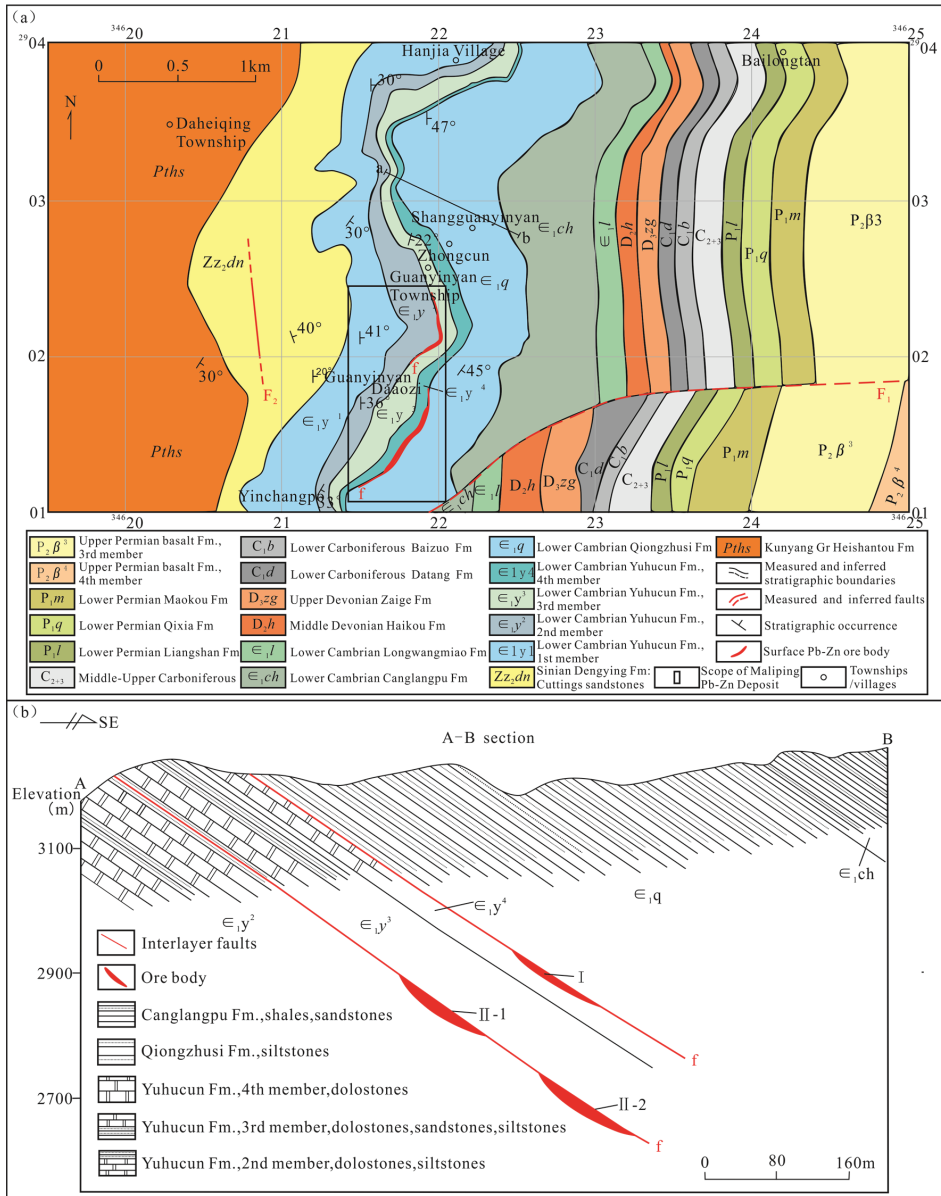 (a)
346
20
21
22
23
24
346
25
29
04
29
04
Hanjia Village
Bailongtan
0 0.5 1km
30°
N
47°
Daheiqing
Township
Pths
a
03
03
Shangguanyinyan
30°
22°
b
∈₁ch
∈₁l
D₂h
D₃zg
C₁d
C₁b
C₂₊₃
P₁l
P₁q
P₁m
P₂β3
Zhongcun
Zz₂dn
Guanyinyan
Township
∈₁q
∈₁y
40°
41°
02
02
30°
f
45°
F₁
20°
Guanyinyan
F₂
Daaozi
∈₁y⁴
36°
∈₁y¹
∈₁y³
Pths
P₁m
P₂β³
C₁b
P₁q
P₁l
C₁d
C₂₊₃
D₂h
D₃zg
P₂β⁴
Yinchangpo
33°
f
∈₁ch
∈₁l
01
01
346
20
21
22
23
24
346
25
P₂β³ Upper Permian basalt Fm.,
3rd member
C₁b Lower Carboniferous Baizuo Fm
∈₁q Lower Cambrian Qiongzhusi Fm
Pths Kunyang Gr Heishantou Fm
P₂β⁴ Upper Permian basalt Fm.,
4th member
C₁d Lower Carboniferous Datang Fm
∈1y4 Lower Cambrian Yuhucun Fm.,
4th member
Measured and inferred
stratigraphic boundaries
P₁m Lower Permian Maokou Fm
D₃zg Upper Devonian Zaige Fm
∈₁y³ Lower Cambrian Yuhucun Fm.,
3rd member
Measured and inferred faults
P₁q Lower Permian Qixia Fm
D₂h Middle Devonian Haikou Fm
∈₁y² Lower Cambrian Yuhucun Fm.,
2nd member
Stratigraphic occurrence
P₁l Lower Permian Liangshan Fm
∈₁l Lower Cambrian Longwangmiao Fm
∈1y1 Lower Cambrian Yuhucun Fm.,
1st member
Surface Pb-Zn ore body
C₂₊₃ Middle-Upper Carboniferous
∈₁ch Lower Cambrian Canglangpu Fm
Zz₂dn Sinian Dengying Fm:
Cuttings sandstones
Scope of Maliping
Pb-Zn Deposit
Townships
/villages
(b)
SE
A-B section
A
B
Elevation
(m)
3100
∈₁ch
∈₁q
∈₁y⁴
∈₁y²
∈₁y³
Interlayer faults
2900
I
Ore body
II-1
Canglangpu Fm.,shales,sandstones
Qiongzhusi Fm.,siltstones
f
Yuhucun Fm.,4th member,dolostones
2700
II-2
Yuhucun Fm.,3rd member,dolostones,sandstones,siltstones
f
Yuhucun Fm.,2nd member,dolostones,siltstones
0 80 160m